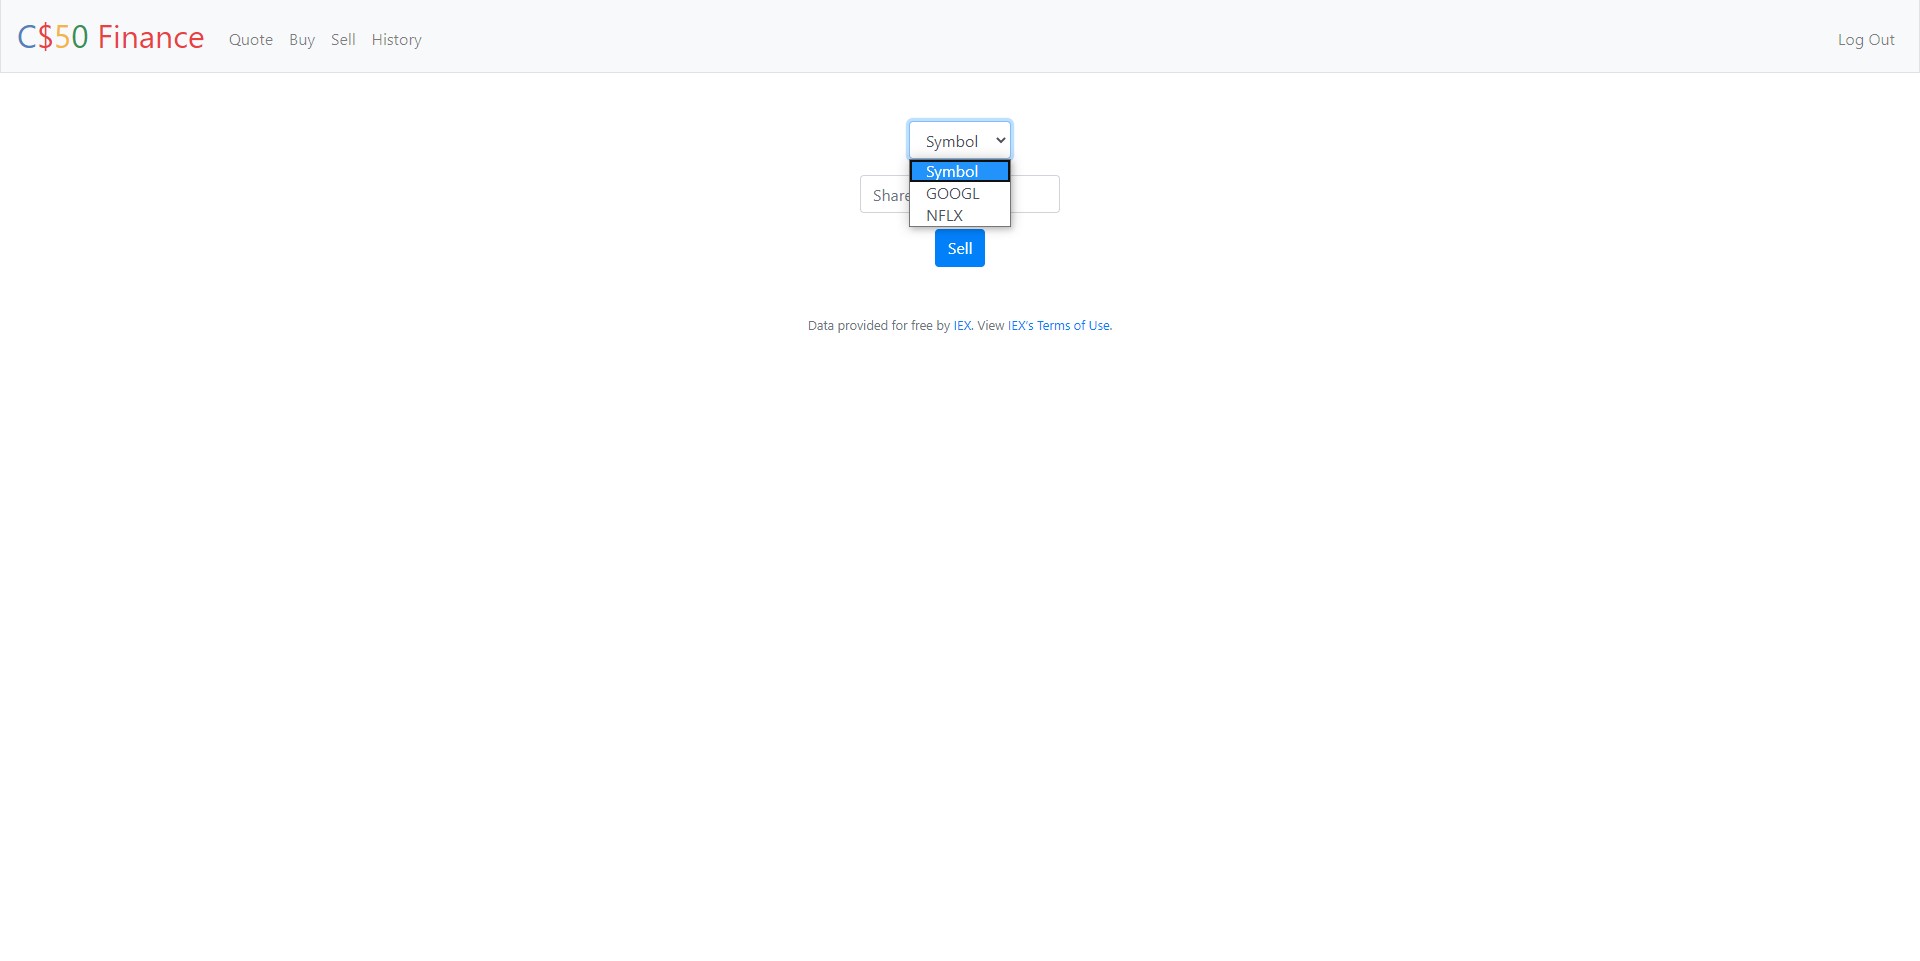 C$50 Finance Quote Buy Sell History Log Out
Symbol
Symbol
GOOGL
NFLX
Share
Sell
Data provided for free by IEX. View IEX's Terms of Use.